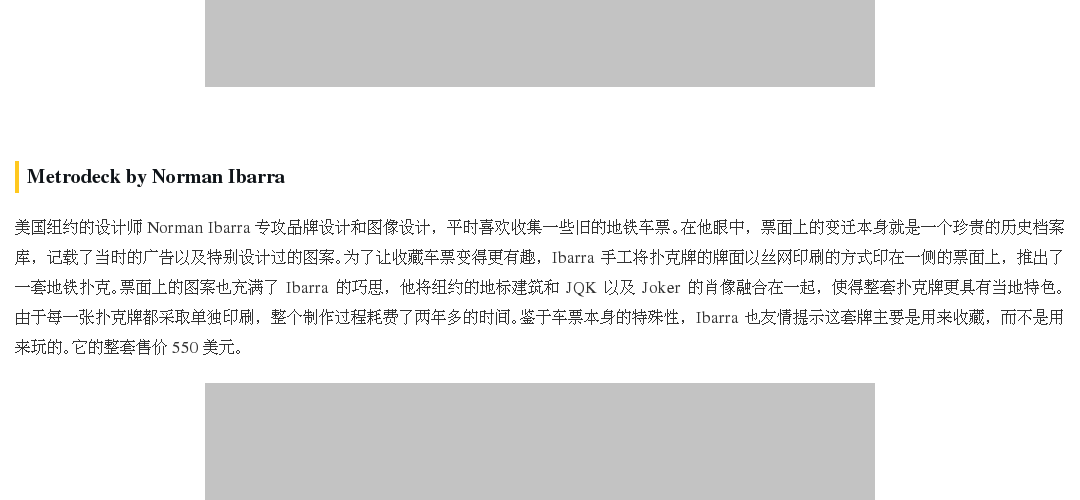 Metrodeck by Norman Ibarra
美国纽约的设计师 Norman Ibarra 专攻品牌设计和图像设计，平时喜欢收集一些旧的地铁车票。在他眼中，票面上的变迁本身就是一个珍贵的历史档案
库，记载了当时的广告以及特别设计过的图案。为了让收藏车票变得更有趣，Ibarra 手工将扑克牌的牌面以丝网印刷的方式印在一侧的票面上，推出了
一套地铁扑克。票面上的图案也充满了 Ibarra 的巧思，他将纽约的地标建筑和 JQK 以及 Joker 的肖像融合在一起，使得整套扑克牌更具有当地特色。
由于每一张扑克牌都采取单独印刷，整个制作过程耗费了两年多的时间。鉴于车票本身的特殊性，Ibarra 也友情提示这套牌主要是用来收藏，而不是用
来玩的。它的整套售价 550 美元。